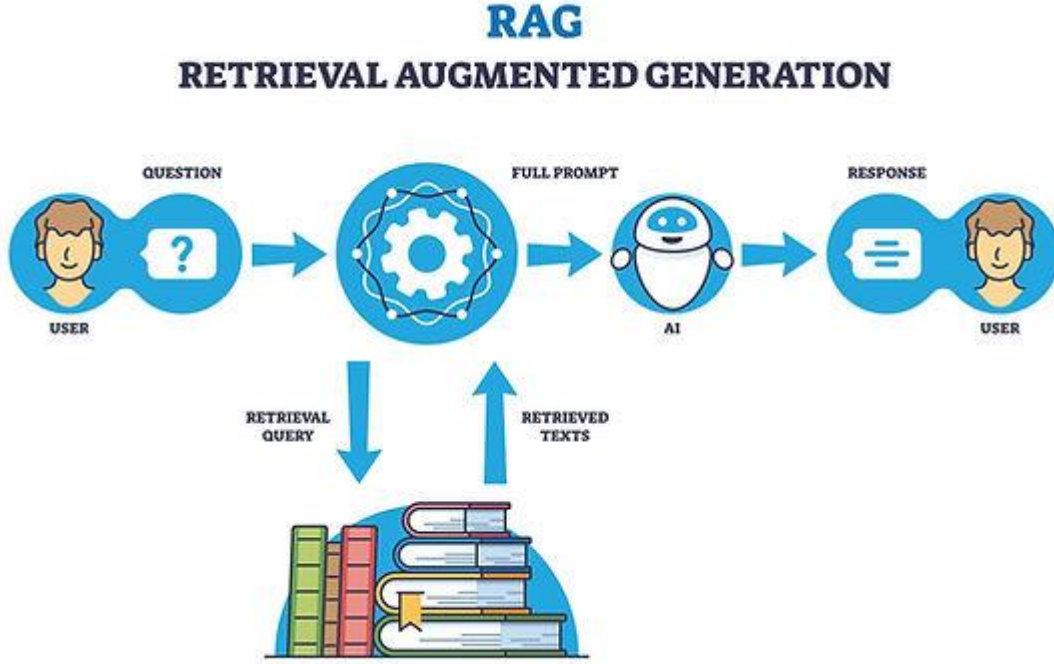 RAG
RETRIEVAL AUGMENTED GENERATION
QUESTION
FULL PROMPT
RESPONSE
?
USER
AI
USER
RETRIEVAL
QUERY
RETRIEVED
TEXTS